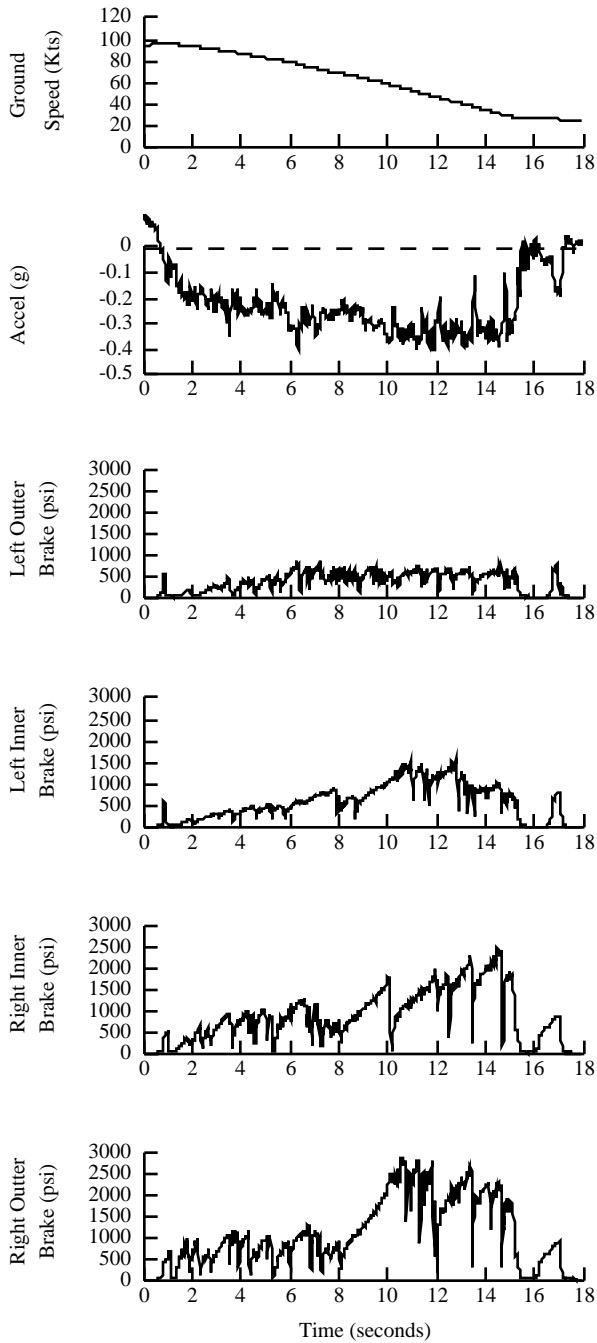 Ground
Speed (Kts)
120
100
80
60
40
20
0
0 2 4 6 8 10 12 14 16 18
Accel (g)
0
-0.1
-0.2
-0.3
-0.4
-0.5
0 2 4 6 8 10 12 14 16 18
Left Outter
Brake (psi)
3000
2500
2000
1500
1000
500
0
0 2 4 6 8 10 12 14 16 18
Left Inner
Brake (psi)
3000
2500
2000
1500
1000
500
0
0 2 4 6 8 10 12 14 16 18
Right Inner
Brake (psi)
3000
2500
2000
1500
1000
500
0
0 2 4 6 8 10 12 14 16 18
Right Outter
Brake (psi)
3000
2500
2000
1500
1000
500
0
0 2 4 6 8 10 12 14 16 18
Time (seconds)